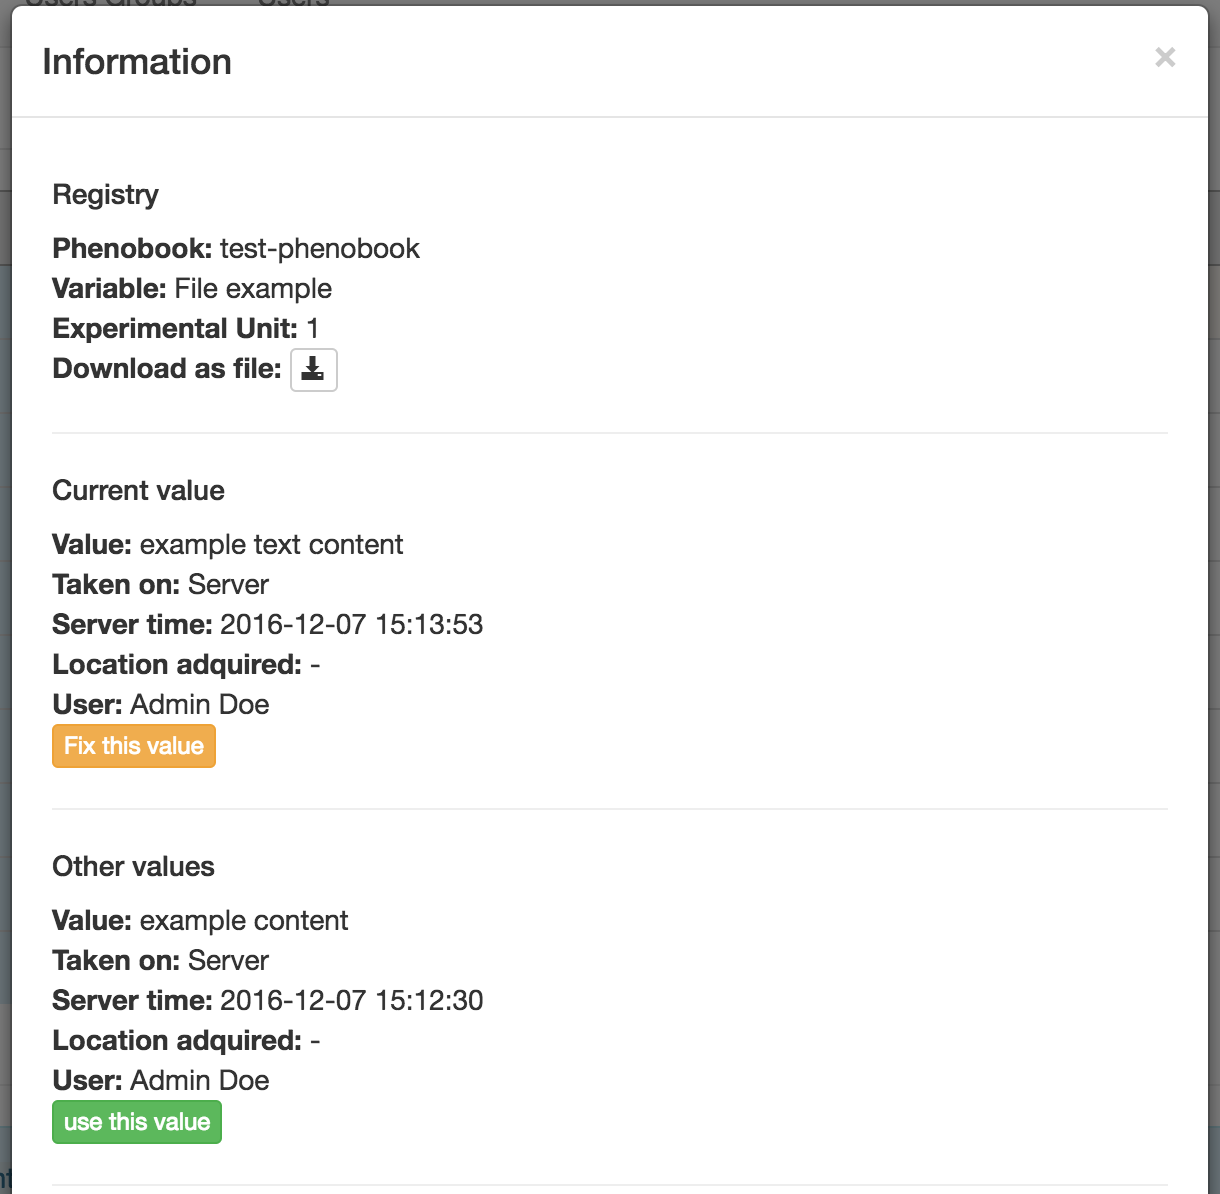 Users Groups Users
Information ×
Registry
Phenobook: test-phenobook
Variable: File example
Experimental Unit: 1
Download as file:
Current value
Value: example text content
Taken on: Server
Server time: 2016-12-07 15:13:53
Location adquired: -
User: Admin Doe
Fix this value
Other values
Value: example content
Taken on: Server
Server time: 2016-12-07 15:12:30
Location adquired: -
User: Admin Doe
use this value